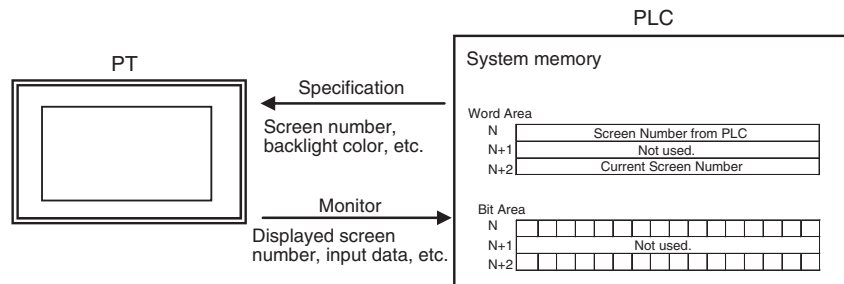 PLC
PT
System memory
Specification
Screen number,
backlight color, etc.
Word Area
N Screen Number from PLC
N+1 Not used.
N+2 Current Screen Number
Monitor
Displayed screen
number, input data, etc.
Bit Area
N
N+1 Not used.
N+2